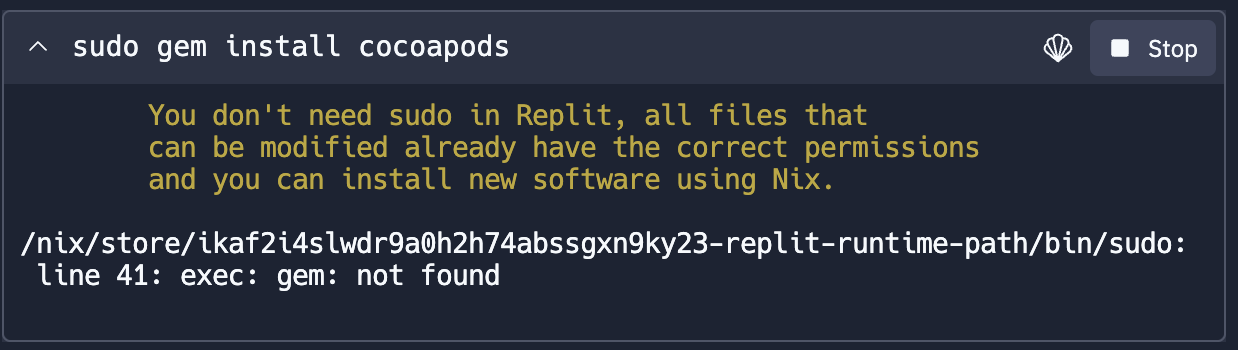 sudo gem install cocoapods
Stop
You don't need sudo in Replit, all files that
can be modified already have the correct permissions
and you can install new software using Nix.
/nix/store/ikaf2i4slwdr9a0h2h74abssgxn9ky23-replit-runtime-path/bin/sudo:
line 41: exec: gem: not found